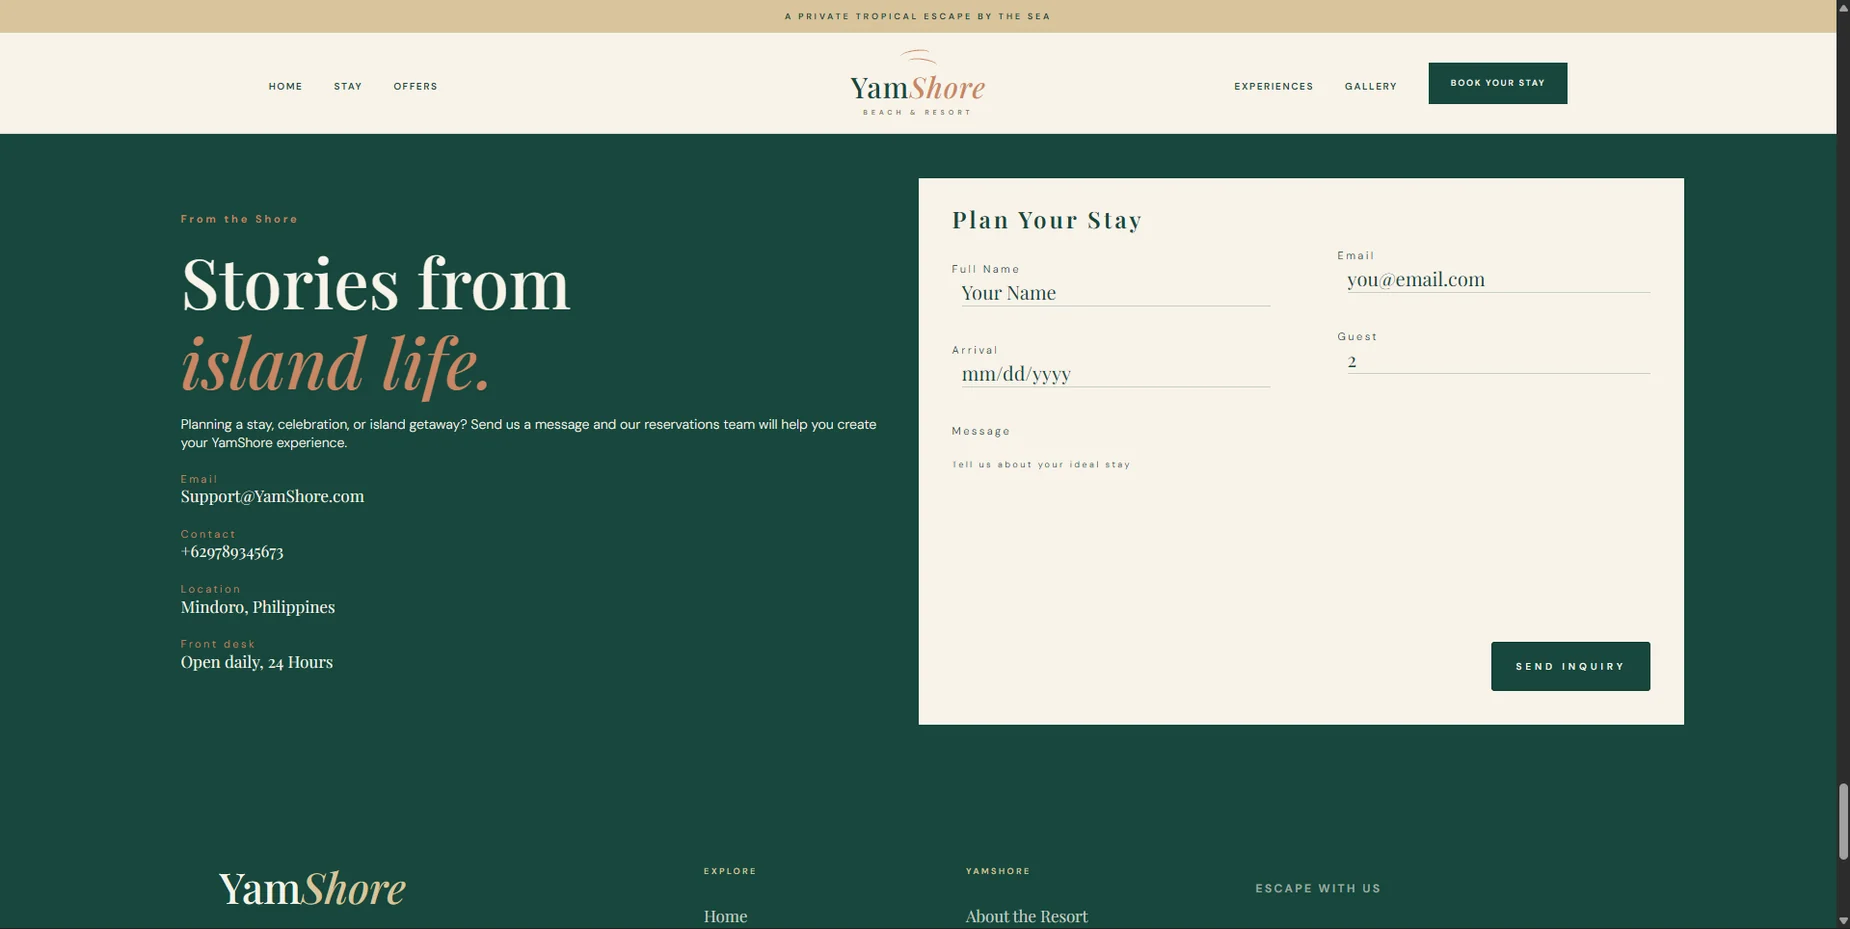 A PRIVATE TROPICAL ESCAPE BY THE SEA
HOME STAY OFFERS
YamShore
BEACH & RESORT
EXPERIENCES GALLERY BOOK YOUR STAY
From the Shore
Stories from
island life.
Planning a stay, celebration, or island getaway? Send us a message and our reservations team will help you create
your YamShore experience.
Email
Support@YamShore.com
Contact
+629789345673
Location
Mindoro, Philippines
Front desk
Open daily, 24 Hours
Plan Your Stay
Full Name
Your Name
Email
you@email.com
Arrival
mm/dd/yyyy
Guest
2
Message
Tell us about your ideal stay
SEND INQUIRY
YamShore
EXPLORE
Home
YAMSHORE
About the Resort
ESCAPE WITH US